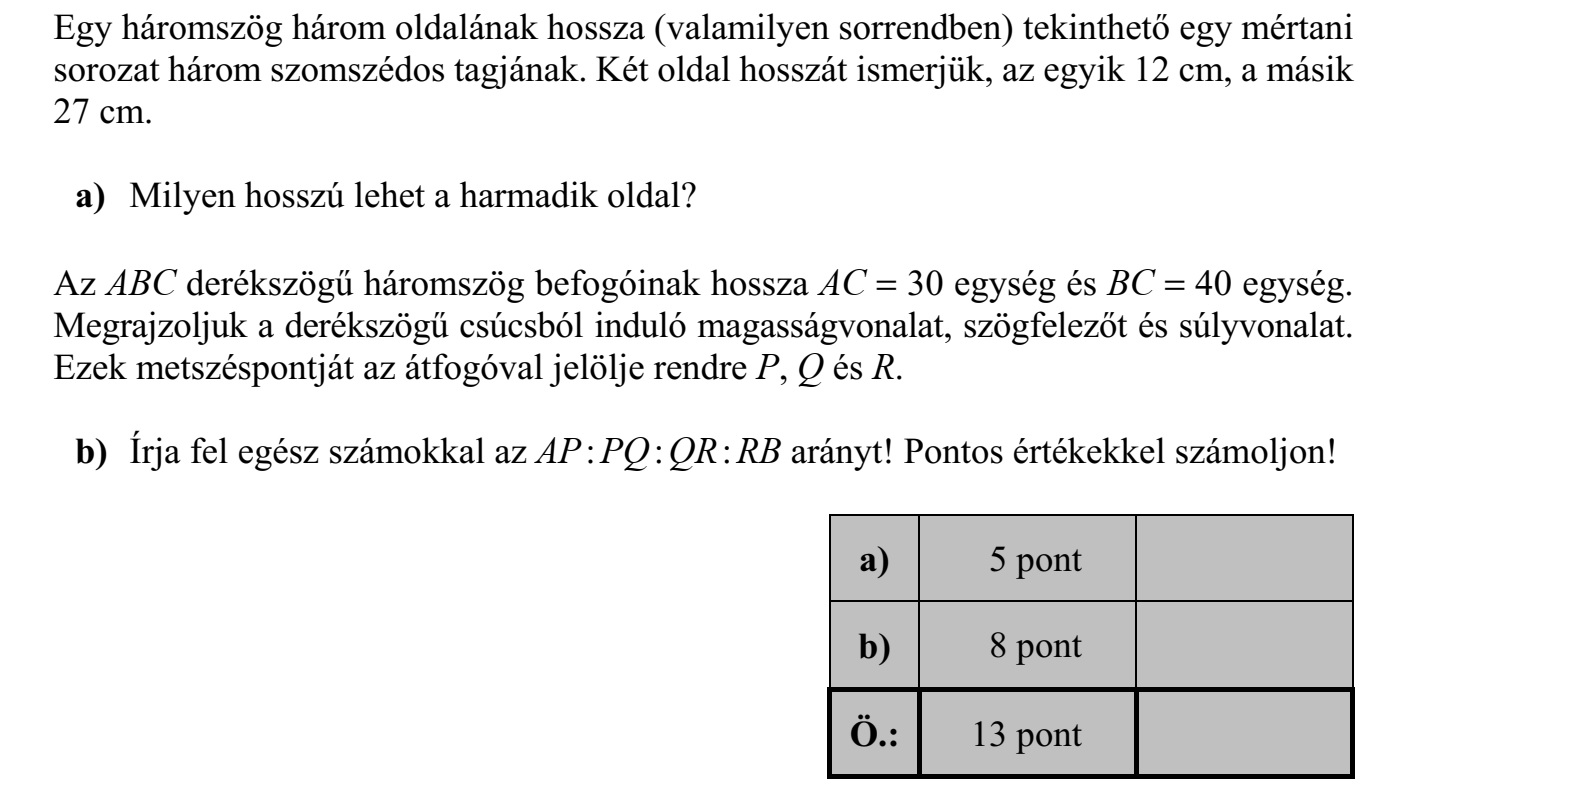 Egy háromszög három oldalának hossza (valamilyen sorrendben) tekinthető egy mértani
sorozat három szomszédos tagjának. Két oldal hosszát ismerjük, az egyik 12 cm, a másik
27 cm.
a) Milyen hosszú lehet a harmadik oldal?
Az ABC derékszögű háromszög befogóinak hossza AC = 30 egység és BC = 40 egység.
Megrajzoljuk a derékszögű csúcsból induló magasságvonalat, szögfelezőt és súlyvonalat.
Ezek metszéspontját az átfogóval jelölje rendre P, Q és R.
b) Írja fel egész számokkal az AP:PQ:QR:RB arányt! Pontos értékekkel számoljon!
a) 5 pont
b) 8 pont
Ö.: 13 pont